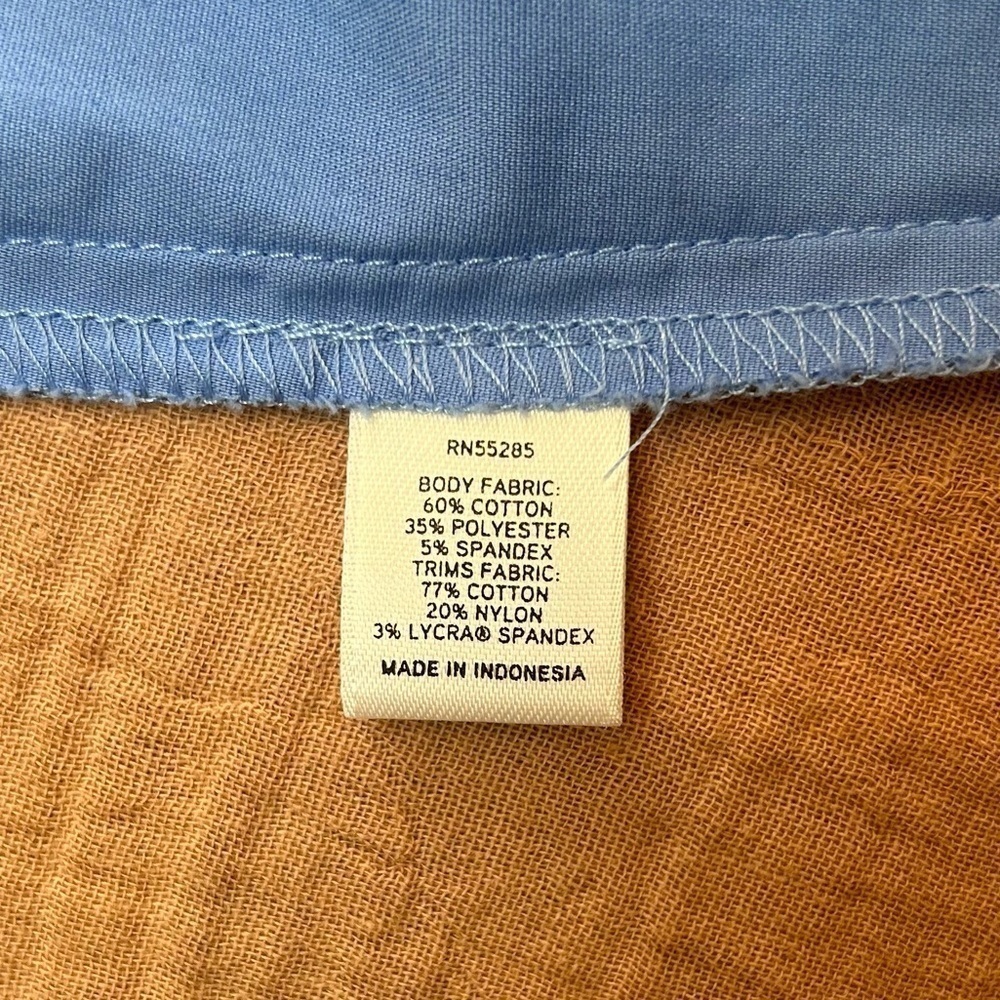 RN55285
BODY FABRIC:
60% COTTON
35% POLYESTER
5% SPANDEX
TRIMS FABRIC:
77% COTTON
20% NYLON
3% LYCRA® SPANDEX
MADE IN INDONESIA